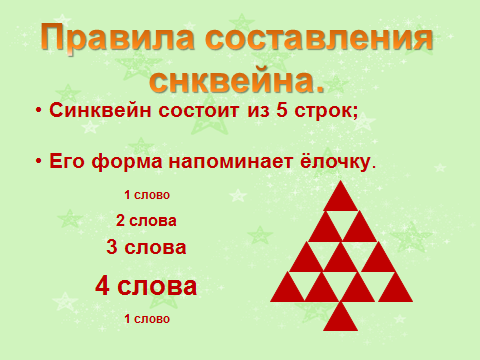 Правила составления
снквейна.
• Синквейн состоит из 5 строк;
• Его форма напоминает ёлочку.
1 слово
2 слова
3 слова
4 слова
1 слово